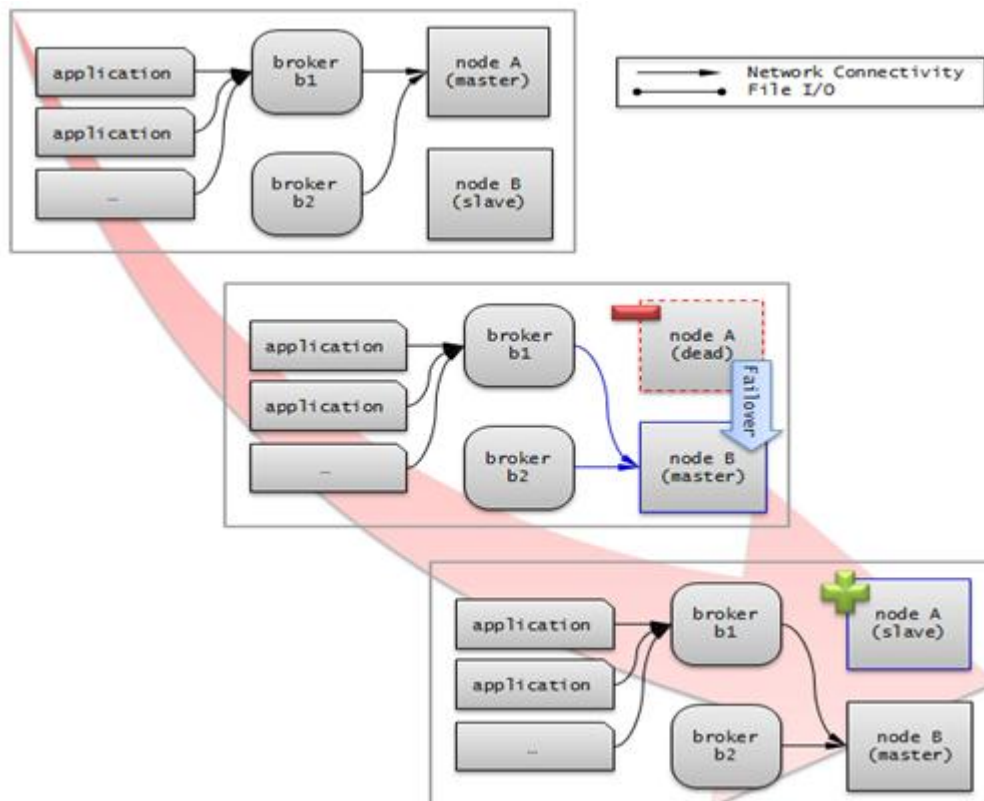 application
application
…
broker
b1
broker
b2
node A
(master)
node B
(slave)
Network Connectivity
File I/O
application
application
…
broker
b1
broker
b2
node A
(dead)
Failover
node B
(master)
application
application
…
broker
b1
broker
b2
node A
(slave)
node B
(master)